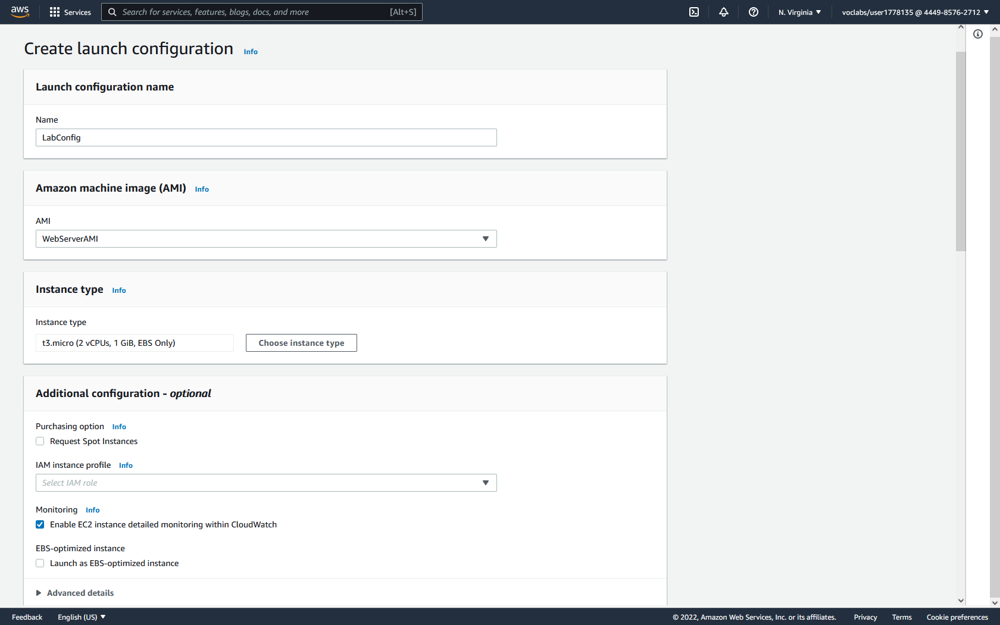 aws Services Search for services, features, blogs, docs, and more [Alt+S] N. Virginia voclabs/user1778135 @ 4449-8576-2712
Create launch configuration Info
Launch configuration name
Name
LabConfig
Amazon machine image (AMI) Info
AMI
WebServerAMI
Instance type Info
Instance type
t3.micro (2 vCPUs, 1 GiB, EBS Only) Choose instance type
Additional configuration - optional
Purchasing option Info
Request Spot Instances
IAM instance profile Info
Select IAM role
Monitoring Info
Enable EC2 instance detailed monitoring within CloudWatch
EBS-optimized instance
Launch as EBS-optimized instance
Advanced details
Feedback English (US) © 2022, Amazon Web Services, Inc. or its affiliates. Privacy Terms Cookie preferences